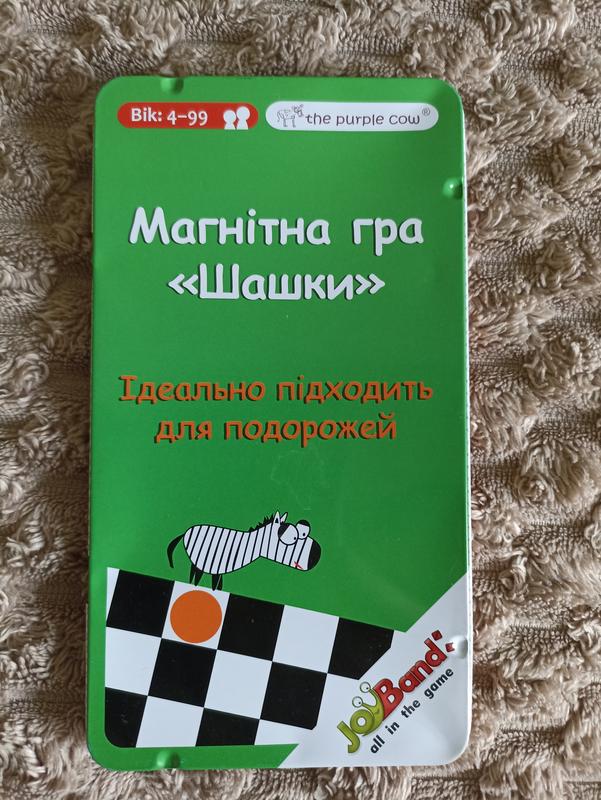 Вік: 4–99
the purple cow®
Магнітна гра
«Шашки»
Ідеально підходить
для подорожей
JoyBand
all in the game